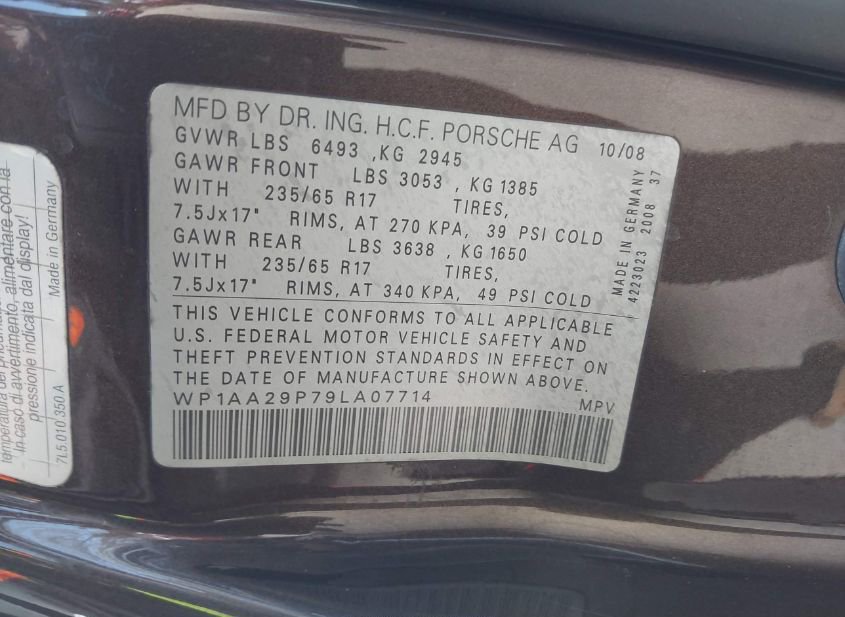 MFD BY DR. ING. H.C.F. PORSCHE AG 10/08
GVWR LBS 6493 ,KG 2945
GAWR FRONT LBS 3053 , KG 1385
WITH 235/65 R17 TIRES,
7.5Jx17" RIMS, AT 270 KPA, 39 PSI COLD
GAWR REAR LBS 3638 , KG 1650
WITH 235/65 R17 TIRES,
7.5Jx17" RIMS, AT 340 KPA, 49 PSI COLD
THIS VEHICLE CONFORMS TO ALL APPLICABLE
U.S. FEDERAL MOTOR VEHICLE SAFETY AND
THEFT PREVENTION STANDARDS IN EFFECT ON
THE DATE OF MANUFACTURE SHOWN ABOVE.
WP1AA29P79LA07714 MPV
MADE IN GERMANY
4223023 2008 37
temperatura dei
In caso di avvertimento, alimentare con la
pressione indicata dal display!
7L5 010 350 A Made in Germany